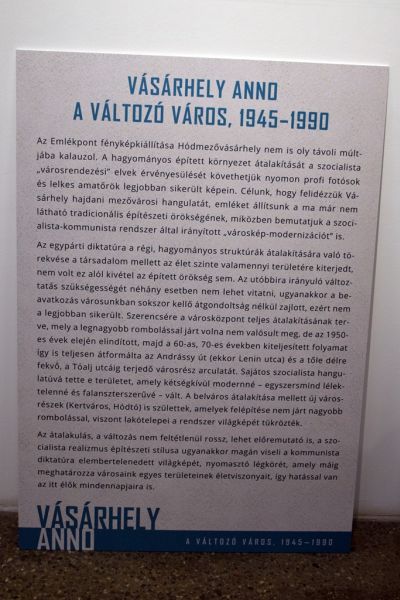 VÁSÁRHELY ANNO
A VÁLTOZÓ VÁROS, 1945–1990
Az Emlékpont fényképkiállítása Hódmezővásárhely nem is oly távoli múlt-
jába kalauzol. A hagyományos épített környezet átalakítását a szocialista
„városrendezési” elvek érvényesülését követhetjük nyomon profi fotósok
és lelkes amatőrök legjobban sikerült képein. Célunk, hogy felidézzük Vá-
sárhely hajdani mezővárosi hangulatát, emléket állítsunk a ma már nem
látható tradicionális építészeti örökségének, miközben bemutatjuk a szoci-
alista-kommunista rendszer által irányított „városkép-modernizációt” is.
Az egypárti diktatúra a régi, hagyományos struktúrák átalakítására való tö-
rekvése a társadalom mellett az élet szinte valamennyi területére kiterjedt,
nem volt ez alól kivétel az épített örökség sem. Az utóbbira irányuló változ-
tatás szükségességét néhány esetben nem lehet vitatni, ugyanakkor a be-
avatkozás városunkban sokszor kellő átgondoltság nélkül zajlott, ezért nem
a legjobban sikerült. Szerencsére a városközpont teljes átalakításának ter-
ve, mely a legnagyobb rombolással járt volna nem valósult meg, de az 1950-
es évek elején elindított, majd a 60-as, 70-es években kiteljesített folyamat
így is teljesen átformálta az Andrássy út (ekkor Lenin utca) és a tőle délre
fekvő, a Tóalj utcáig terjedő városrész arculatát. Sajátos szocialista hangu-
latúvá tette e területet, amely kétségkívül modernné – egyszersmind lélek-
telenné és falanszterszerűvé – vált. A belváros átalakítása mellett új város-
részek (Kertváros, Hódtó) is születtek, amelyek felépítése nem járt nagyobb
rombolással, viszont lakótelepei a rendszer világképét tükrözték.
Az átalakulás, a változás nem feltétlenül rossz, lehet előremutató is, a szo-
cialista realizmus építészeti stílusa ugyanakkor magán viseli a kommunista
diktatúra embertelenedett világképét, nyomasztó légkörét, amely máig
meghatározza városaink egyes területeinek életviszonyait, így hatással van
az itt élők mindennapjaira is.
VÁSÁRHELY
ANNO
A VÁLTOZÓ VÁROS, 1945–1990